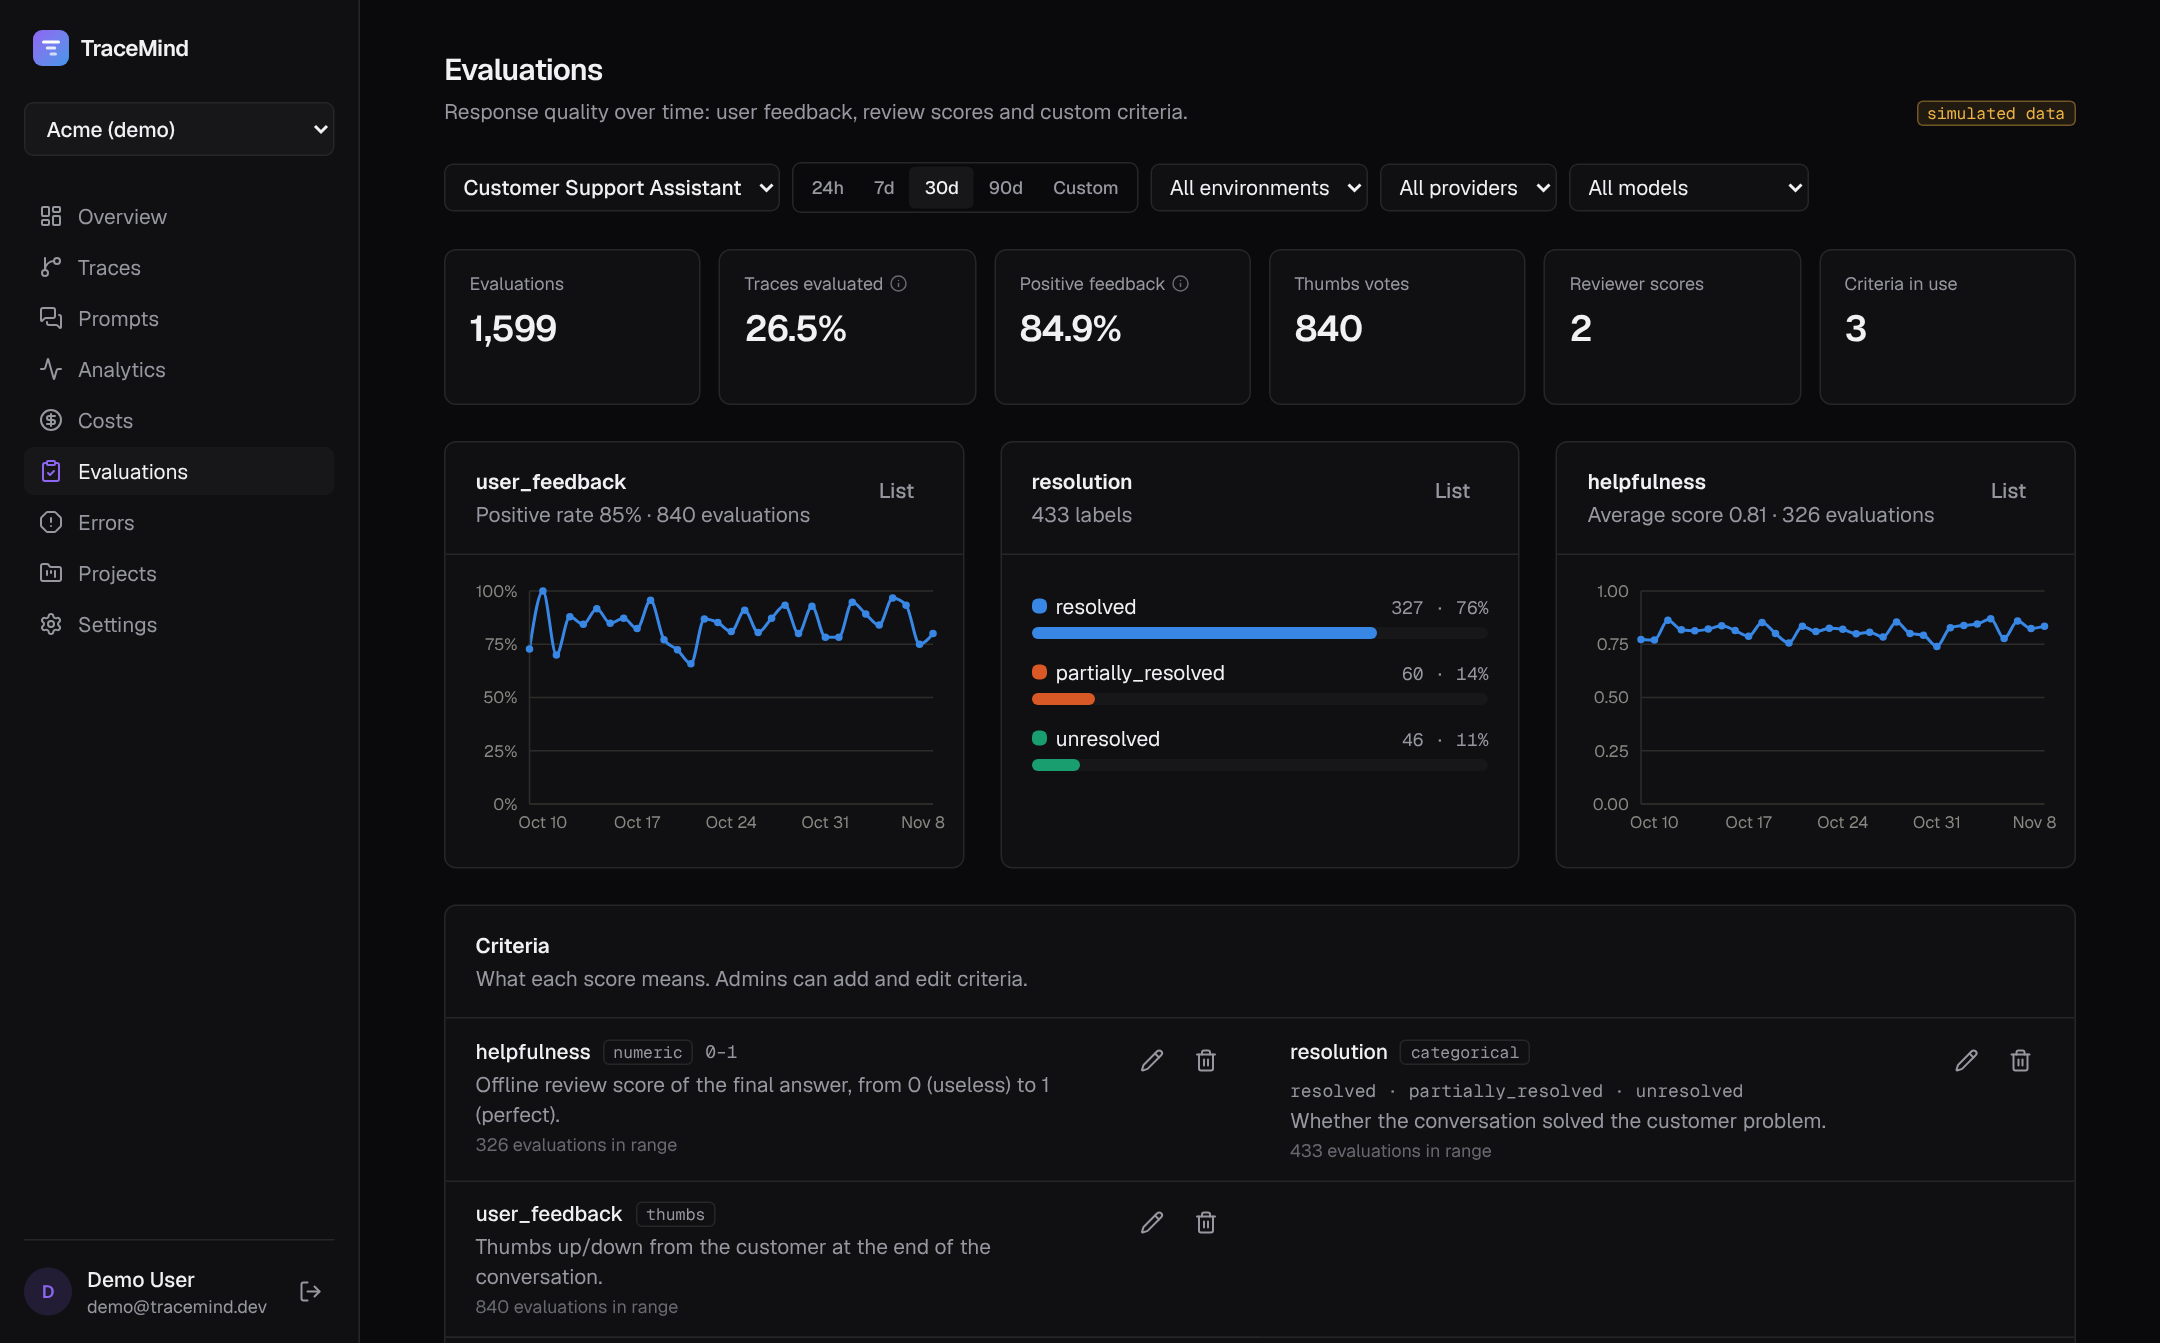 TraceMind
Acme (demo)
Overview
Traces
Prompts
Analytics
Costs
Evaluations
Errors
Projects
Settings
D
Demo User
demo@tracemind.dev
Evaluations
Response quality over time: user feedback, review scores and custom criteria.
simulated data
Customer Support Assistant
24h 7d 30d 90d Custom
All environments
All providers
All models
Evaluations
1,599
Traces evaluated
26.5%
Positive feedback
84.9%
Thumbs votes
840
Reviewer scores
2
Criteria in use
3
user_feedback
Positive rate 85% · 840 evaluations
List
100%
75%
50%
25%
0%
Oct 10 Oct 17 Oct 24 Oct 31 Nov 8
resolution
433 labels
List
resolved 327 · 76%
partially_resolved 60 · 14%
unresolved 46 · 11%
helpfulness
Average score 0.81 · 326 evaluations
List
1.00
0.75
0.50
0.25
0.00
Oct 10 Oct 17 Oct 24 Oct 31 Nov 8
Criteria
What each score means. Admins can add and edit criteria.
helpfulness numeric 0–1
Offline review score of the final answer, from 0 (useless) to 1
(perfect).
326 evaluations in range
resolution categorical
resolved · partially_resolved · unresolved
Whether the conversation solved the customer problem.
433 evaluations in range
user_feedback thumbs
Thumbs up/down from the customer at the end of the
conversation.
840 evaluations in range